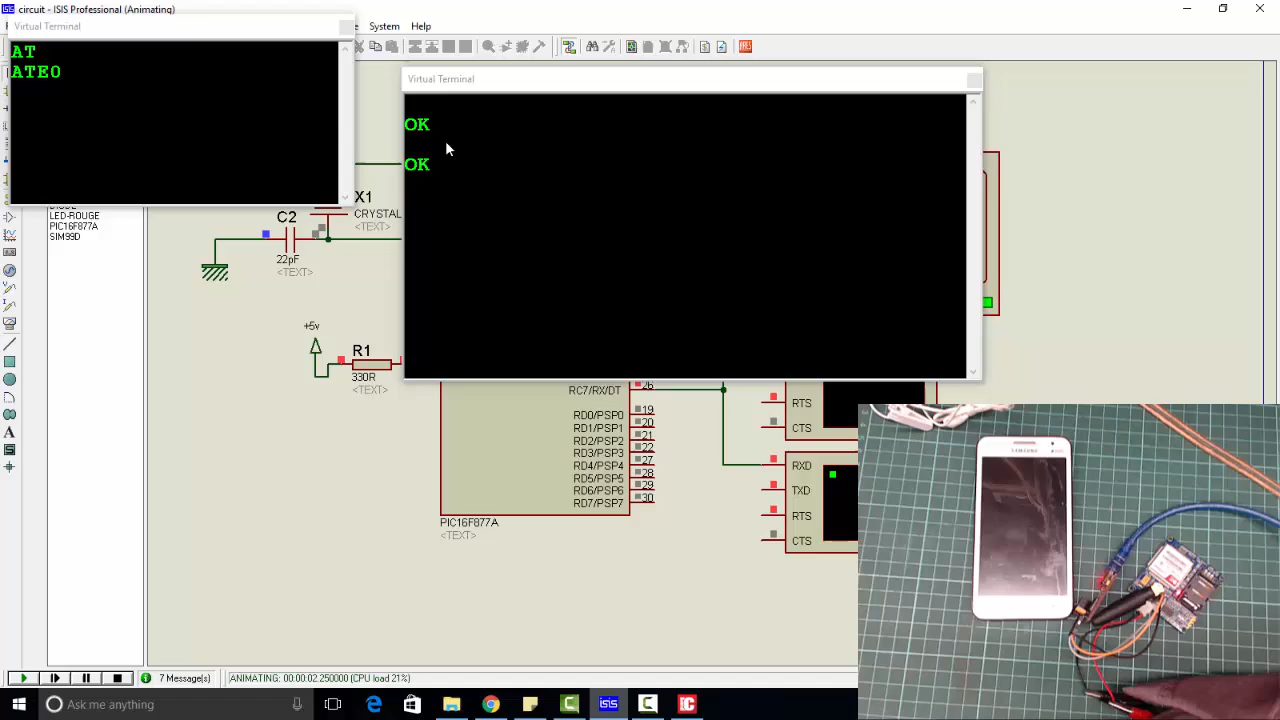 circuit - ISIS Professional (Animating)
Virtual Terminal
System
Help
AT
ATE0
Virtual Terminal
OK
OK
LED-ROUGE
PIC16F877A
SIM99D
X1
CRYSTAL
<TEXT>
C2
22pF
<TEXT>
+5v
R1
330R
<TEXT>
RC7/RX/DT
26
RD0/PSP0
19
RD1/PSP1
20
RD2/PSP2
21
RD3/PSP3
22
RD4/PSP4
27
RD5/PSP5
28
RD6/PSP6
29
RD7/PSP7
30
PIC16F877A
<TEXT>
RTS
CTS
RXD
TXD
RTS
CTS
SAMSUNG
7 Message(s)
ANIMATING: 00:00:02.250000 (CPU load 21%)
Ask me anything
ISIS
IC